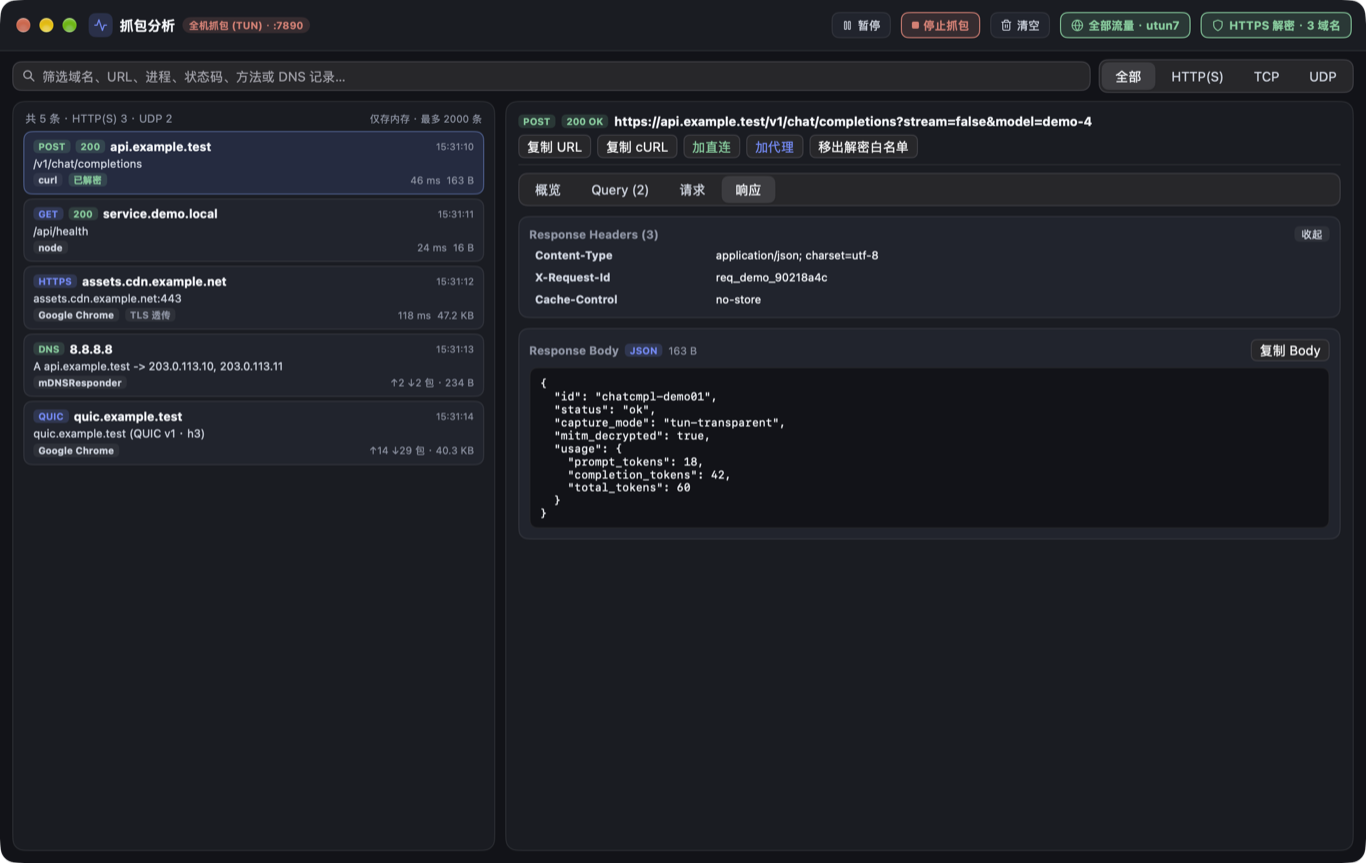 抓包分析 全机抓包 (TUN) · :7890 暂停 停止抓包 清空 全部流量 · utun7 HTTPS 解密 · 3 域名
筛选域名、URL、进程、状态码、方法或 DNS 记录... 全部 HTTP(S) TCP UDP
共 5 条 · HTTP(S) 3 · UDP 2 仅存内存 · 最多 2000 条
POST 200 api.example.test 15:31:10
/v1/chat/completions
curl 已解密 46 ms 163 B
GET 200 service.demo.local 15:31:11
/api/health
node 24 ms 16 B
HTTPS assets.cdn.example.net 15:31:12
assets.cdn.example.net:443
Google Chrome TLS 透传 118 ms 47.2 KB
DNS 8.8.8.8 15:31:13
A api.example.test -> 203.0.113.10, 203.0.113.11
mDNSResponder ↑2 ↓2 包 · 234 B
QUIC quic.example.test 15:31:14
quic.example.test (QUIC v1 · h3)
Google Chrome ↑14 ↓29 包 · 40.3 KB
POST 200 OK https://api.example.test/v1/chat/completions?stream=false&model=demo-4
复制 URL 复制 cURL 加直连 加代理 移出解密白名单
概览 Query (2) 请求 响应
Response Headers (3) 收起
Content-Type application/json; charset=utf-8
X-Request-Id req_demo_90218a4c
Cache-Control no-store
Response Body JSON 163 B 复制 Body
{
  "id": "chatcmpl-demo01",
  "status": "ok",
  "capture_mode": "tun-transparent",
  "mitm_decrypted": true,
  "usage": {
    "prompt_tokens": 18,
    "completion_tokens": 42,
    "total_tokens": 60
  }
}